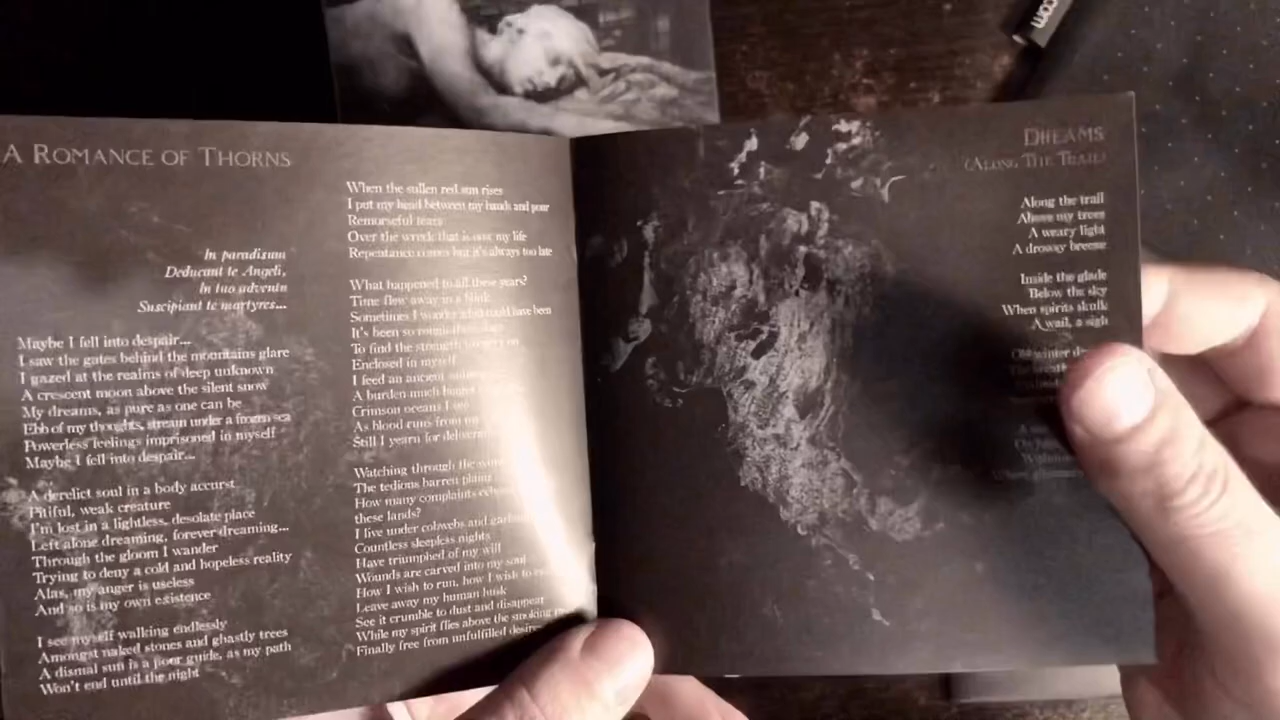 A ROMANCE OF THORNS
In paradisum
Deducant te Angeli,
In tuo adventu
Suscipiant te martyres...
Maybe I fell into despair...
I saw the gates behind the mountains glare
I gazed at the realms of deep unknown
A crescent moon above the silent snow
My dreams, as pure as one can be
Ebb of my thoughts, stream under a frozen sea
Powerless feelings imprisoned in myself
Maybe I fell into despair...
A derelict soul in a body accurst
Pitiful, weak creature
I'm lost in a lightless, desolate place
Left alone dreaming, forever dreaming...
Through the gloom I wander
Trying to deny a cold and hopeless reality
Alas, my anger is useless
And so is my own existence
I see myself walking endlessly
Amongst naked stones and ghastly trees
A dismal sun is a poor guide, as my path
Won't end until the night
When the sullen red sun rises
I put my head between my hands and pour
Remorseful tears
Over the wreck that is now my life
Repentance comes but it's always too late
What happened to all these years?
Time flew away in a blink
Sometimes I wonder what could have been
It's been so
To find the strength to carry on
Enclosed in myself
I feed an ancient
A burden much bigger
Crimson oceans I
As blood runs from my
Still I yearn for
Watching through the
The tedious barren plains
How many complaints
these lands?
I live under cobwebs and
Countless sleepless nights
Have triumphed of my will
Wounds are carved into my soul
How I wish to run, how I wish to
Leave away my human husk
See it crumble to dust and disappear
While my spirit flies above the smoking
Finally free from unfulfilled desires
DREAMS
(ALONG THE TRAIL)
Along the trail
Above my trees
A weary light
A drowsy breeze
Inside the glade
Below the sky
When spirits skulk
A wail, a sigh
winter
com